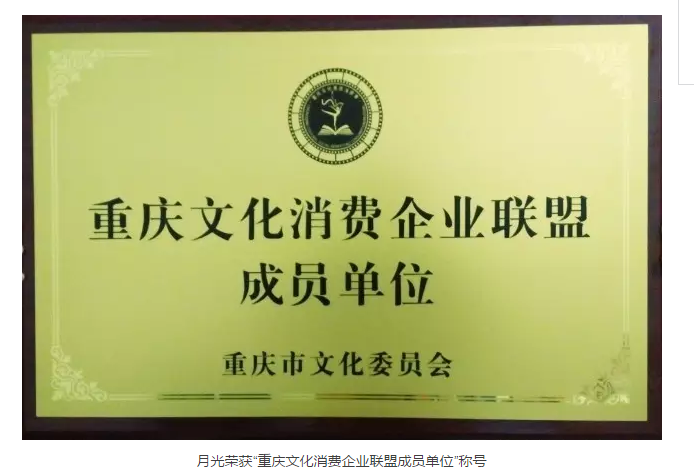 重庆文化消费企业联盟
成员单位
重庆市文化委员会
月光荣获“重庆文化消费企业联盟成员单位”称号